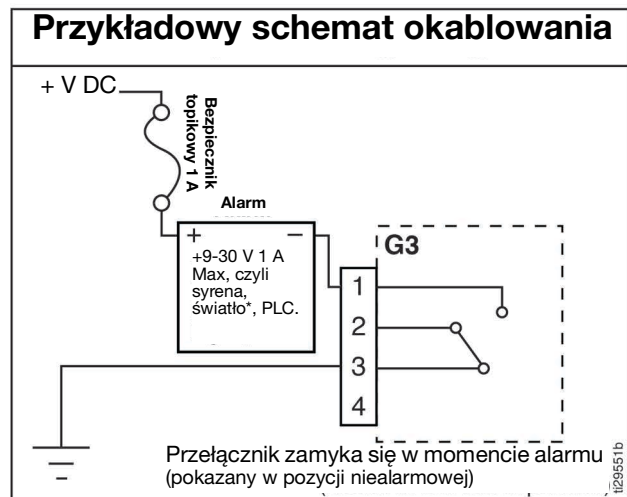 Przykładowy schemat okablowania
+ V DC
Bezpiecznik
topikowy 1 A
Alarm
+ −
+9-30 V 1 A
Max, czyli
syrena,
światło*, PLC.
G3
1
2
3
4
Przełącznik zamyka się w momencie alarmu
(pokazany w pozycji niealarmowej)
ti29551b